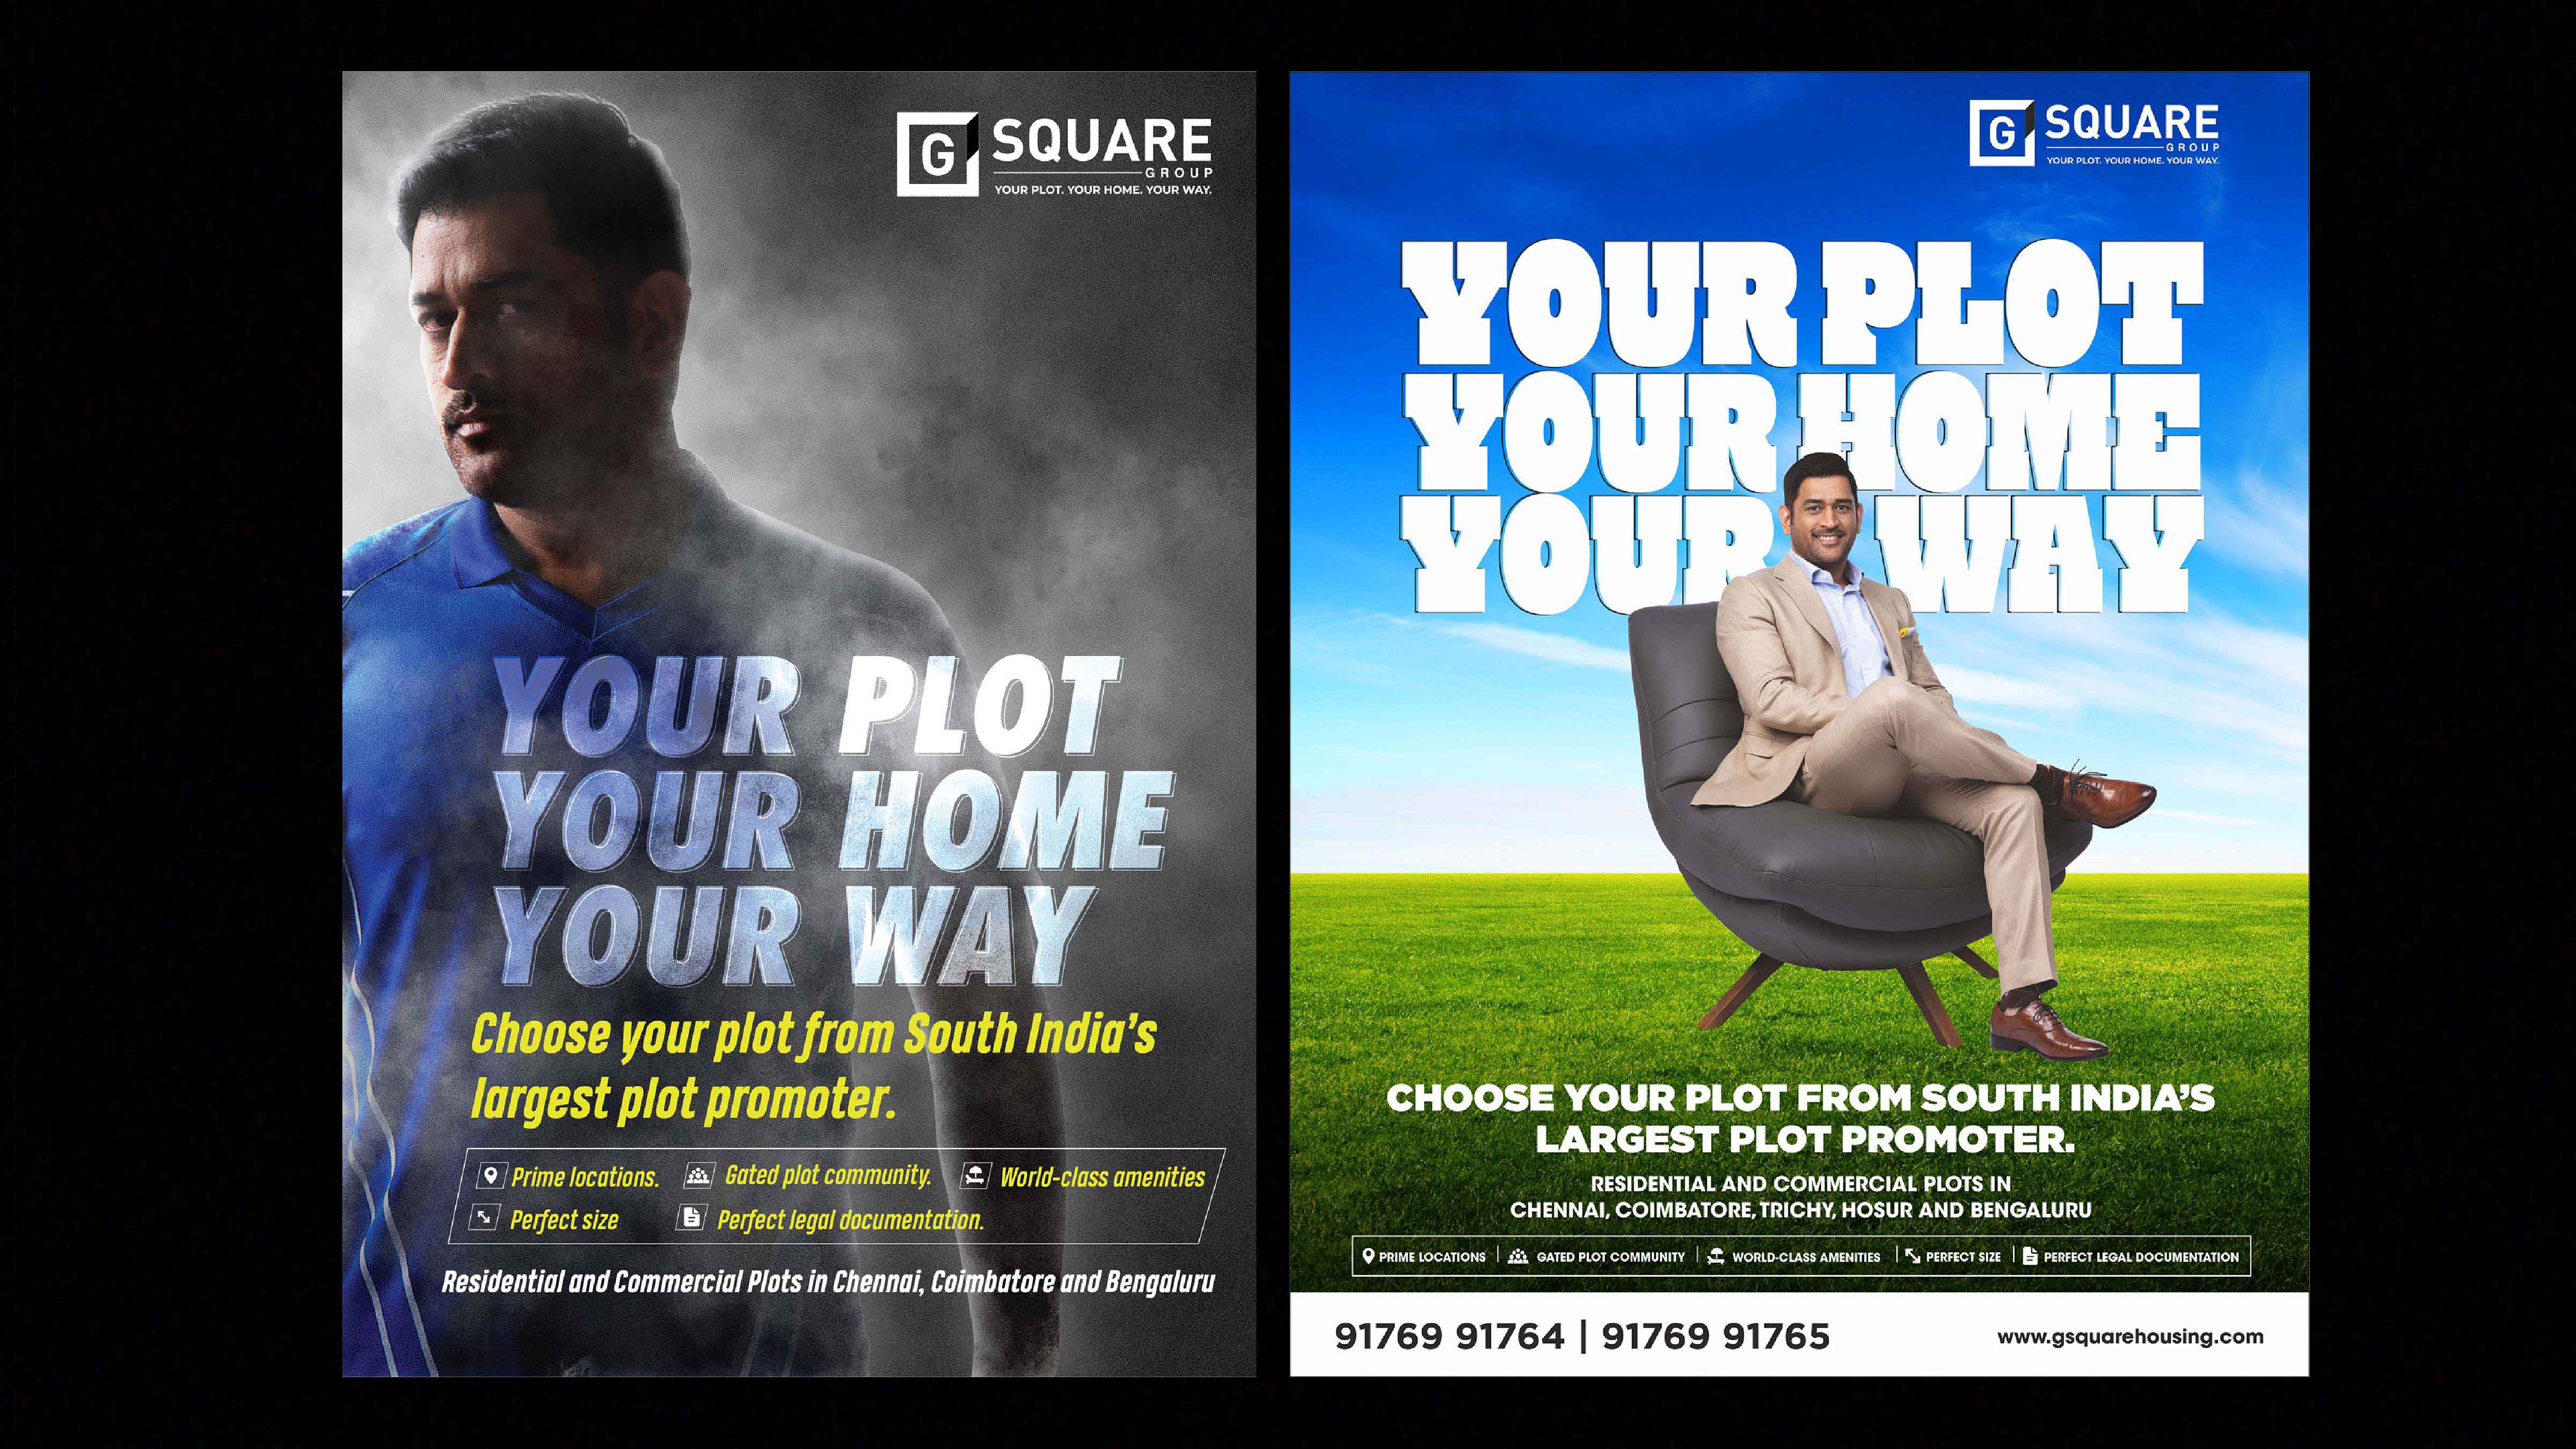 G SQUARE
GROUP
YOUR PLOT. YOUR HOME. YOUR WAY.
YOUR PLOT
YOUR HOME
YOUR WAY
Choose your plot from South India's
largest plot promoter.
Prime locations. Gated plot community. World-class amenities
Perfect size Perfect legal documentation.
Residential and Commercial Plots in Chennai, Coimbatore and Bengaluru
G SQUARE
GROUP
YOUR PLOT. YOUR HOME. YOUR WAY.
YOUR PLOT
YOUR HOME
YOUR WAY
CHOOSE YOUR PLOT FROM SOUTH INDIA'S
LARGEST PLOT PROMOTER.
RESIDENTIAL AND COMMERCIAL PLOTS IN
CHENNAI, COIMBATORE, TRICHY, HOSUR AND BENGALURU
PRIME LOCATIONS | GATED PLOT COMMUNITY | WORLD-CLASS AMENITIES | PERFECT SIZE | PERFECT LEGAL DOCUMENTATION
91769 91764 | 91769 91765 www.gsquarehousing.com